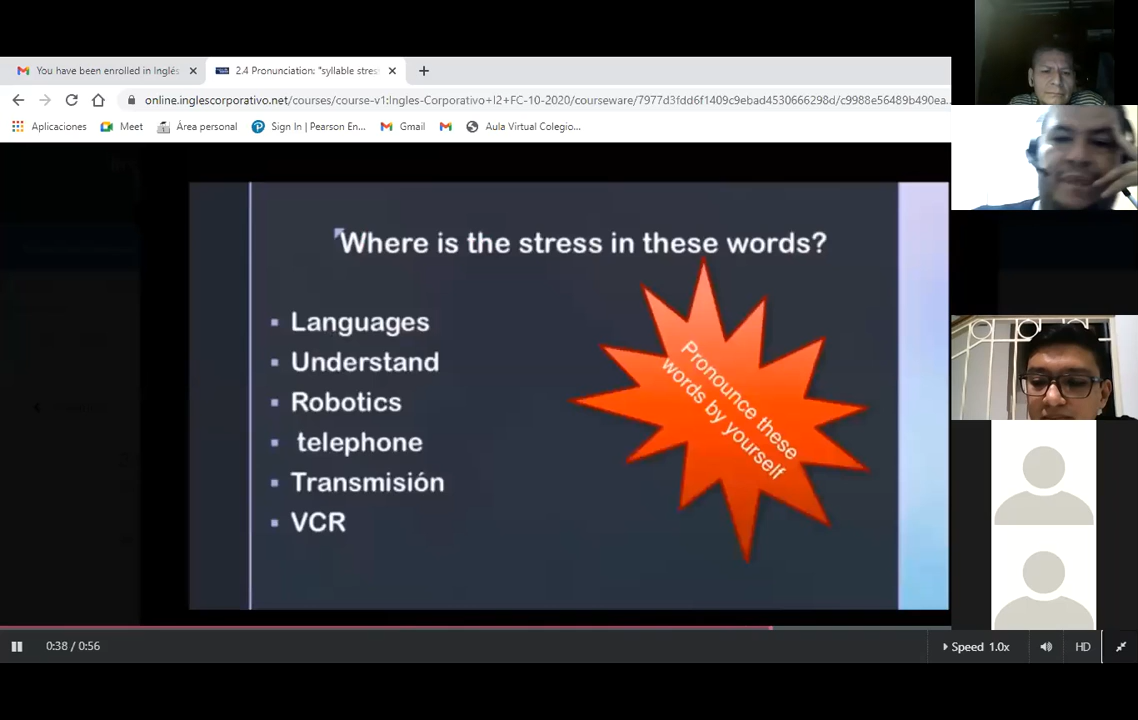 You have been enrolled in Inglés
2.4 Pronunciation: "syllable stress
online.inglescorporativo.net/courses/course-v1:Ingles-Corporativo+I2+FC-10-2020/courseware/7977d3fdd6f1409c9ebad4530666298d/c9988e56489b490ea...
Aplicaciones Meet Área personal Sign In | Pearson En... Gmail Aula Virtual Colegio...
Where is the stress in these words?
Languages
Understand
Robotics
telephone
Transmisión
VCR
Pronounce these
words by yourself
0:38 / 0:56
Speed 1.0x HD